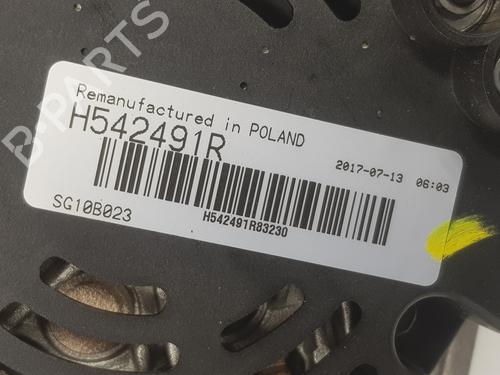 B-PARTS
Remanufactured in POLAND
H542491R
2017-07-13 06:03
SG10B023
H542491R83230